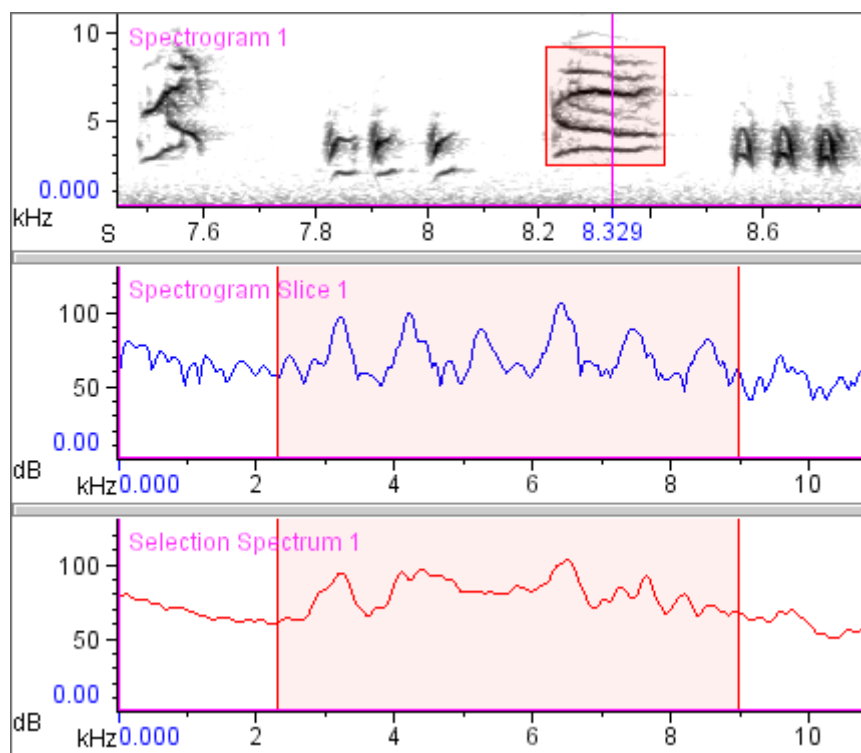 10
Spectrogram 1
5
0.000
kHz
S 7.6 7.8 8 8.2 8.329 8.6
Spectrogram Slice 1
100
50
0.00
dB
kHz 0.000 2 4 6 8 10
Selection Spectrum 1
100
50
0.00
dB
kHz 0.000 2 4 6 8 10